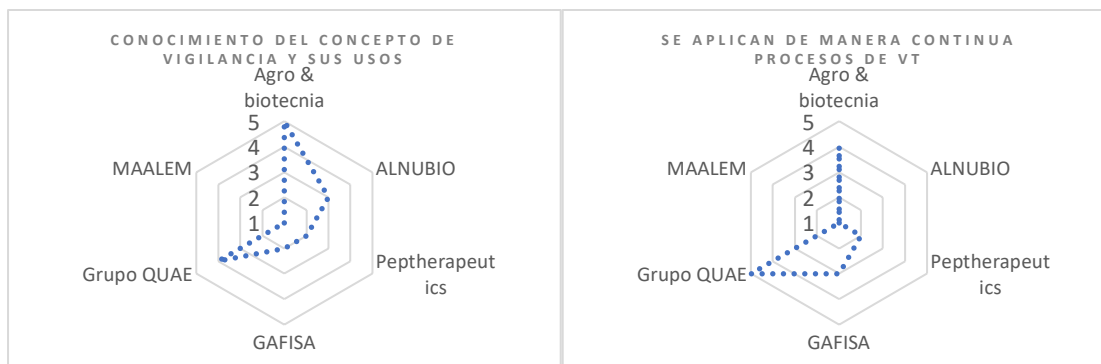 CONOCIMIENTO DEL CONCEPTO DE
VIGILANCIA Y SUS USOS
Agro &
biotecnia
5
4
3
2
1
MAALEM
ALNUBIO
Grupo QUAE
Peptherapeut
ics
GAFISA
SE APLICAN DE MANERA CONTINUA
PROCESOS DE VT
Agro &
biotecnia
5
4
3
2
1
MAALEM
ALNUBIO
Grupo QUAE
Peptherapeut
ics
GAFISA